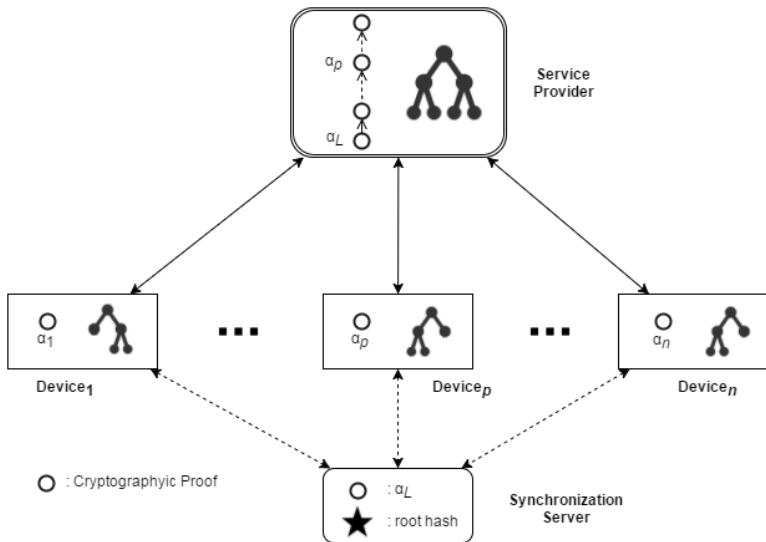 αp
αL
Service
Provider
α1
αp
αn
Device1
Devicep
Devicen
: Cryptographyic Proof
: αL
: root hash
Synchronization
Server